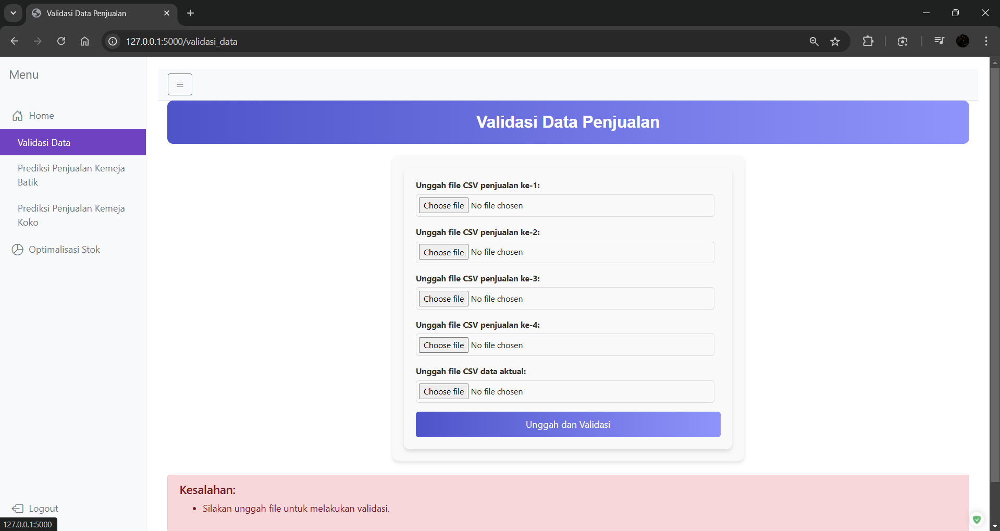 Validasi Data Penjualan
127.0.0.1:5000/validasi_data
Menu
Home
Validasi Data
Prediksi Penjualan Kemeja
Batik
Prediksi Penjualan Kemeja
Koko
Optimalisasi Stok
Logout
127.0.0.1:5000
Validasi Data Penjualan
Unggah file CSV penjualan ke-1:
Choose file No file chosen
Unggah file CSV penjualan ke-2:
Choose file No file chosen
Unggah file CSV penjualan ke-3:
Choose file No file chosen
Unggah file CSV penjualan ke-4:
Choose file No file chosen
Unggah file CSV data aktual:
Choose file No file chosen
Unggah dan Validasi
Kesalahan:
• Silakan unggah file untuk melakukan validasi.